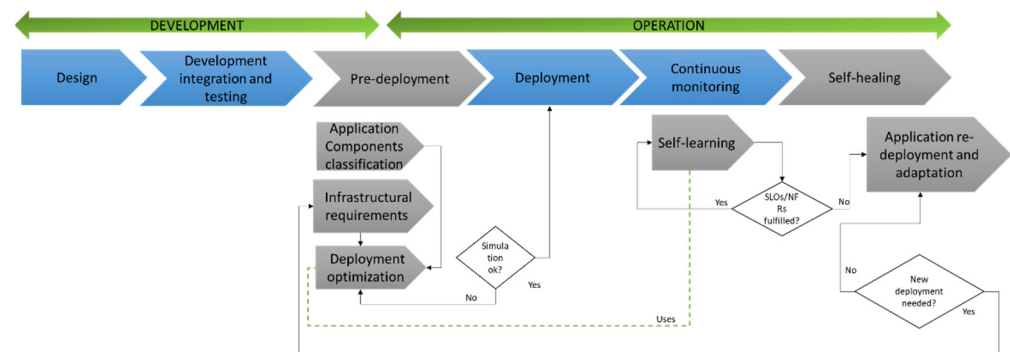 DEVELOPMENT
OPERATION
Design
Development
integration and
testing
Pre-deployment
Deployment
Continuous
monitoring
Self-healing
Application
Components
classification
Infrastructural
requirements
Deployment
optimization
Simula
tion
ok?
Yes
No
Uses
Self-learning
SLOs/NF
Rs
fulfilled?
Yes
No
Application re-
deployment and
adaptation
No
New
deployment
needed?
Yes